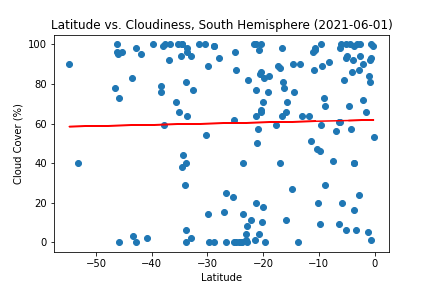 Latitude vs. Cloudiness, South Hemisphere (2021-06-01)
100
80
60
40
20
0
Cloud Cover (%)
−50 −40 −30 −20 −10 0
Latitude